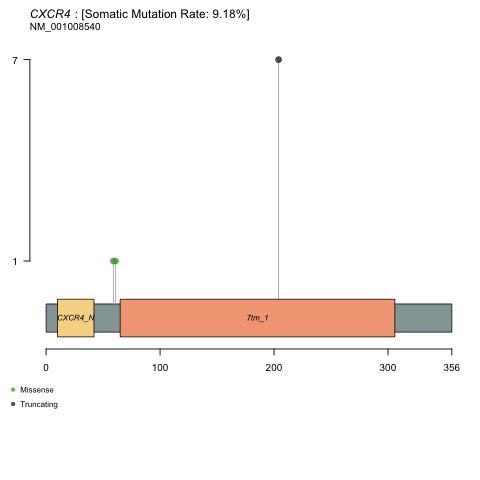 CXCR4 : [Somatic Mutation Rate: 9.18%]
NM_001008540
7
1
CXCR4_N
7tm_1
0 100 200 300 356
Missense
Truncating